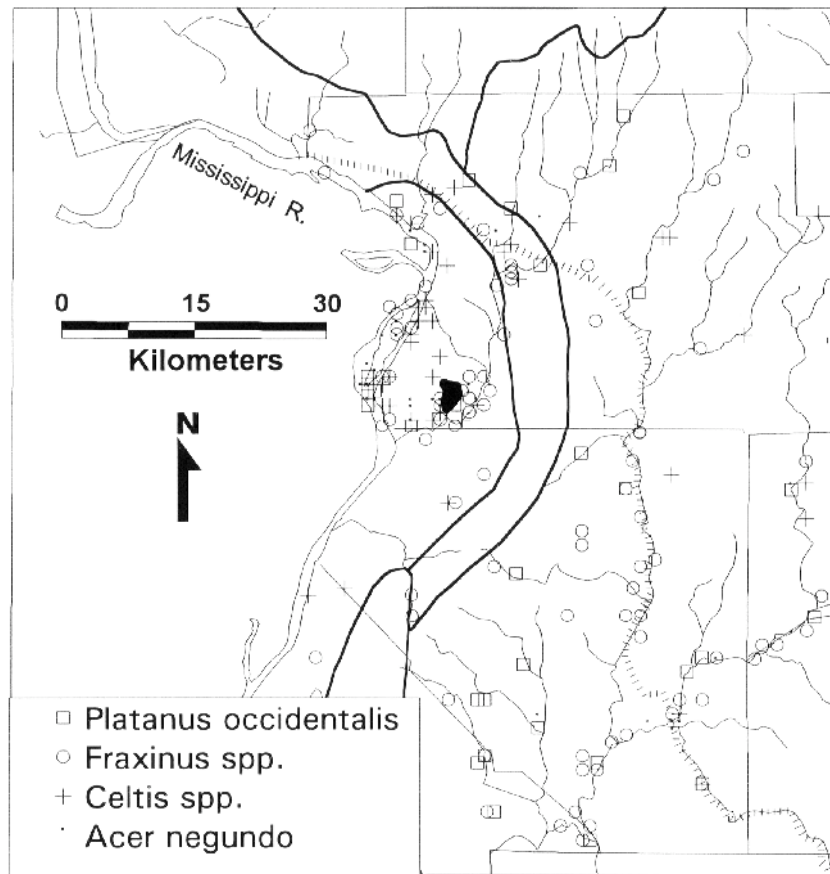 Mississippi R.
0 15 30
Kilometers
N
□ Platanus occidentalis
○ Fraxinus spp.
+ Celtis spp.
· Acer negundo